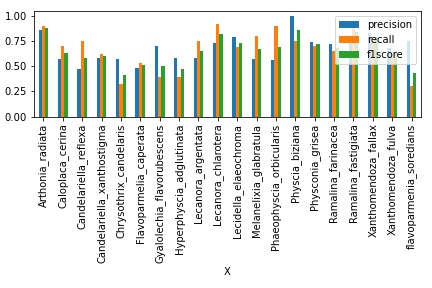 1.00
0.75
0.50
0.25
0.00
precision
recall
f1score
Arthonia_radiata
Caloplaca_cerina
Candelariella_reflexa
Candelariella_xanthostigma
Chrysothrix_candelaris
Flavoparmelia_caperata
Gyalolechia_flavorubescens
Hyperphyscia_adglutinata
Lecanora_argentata
Lecanora_chlarotera
Lecidella_elaeochroma
Melanelixia_glabratula
Phaeophyscia_orbicularis
Physcia_biziana
Physconia_grisea
Ramalina_farinacea
Ramalina_fastigiata
Xanthomendoza_fallax
Xanthomendoza_fulva
flavoparmenia_soredians
X